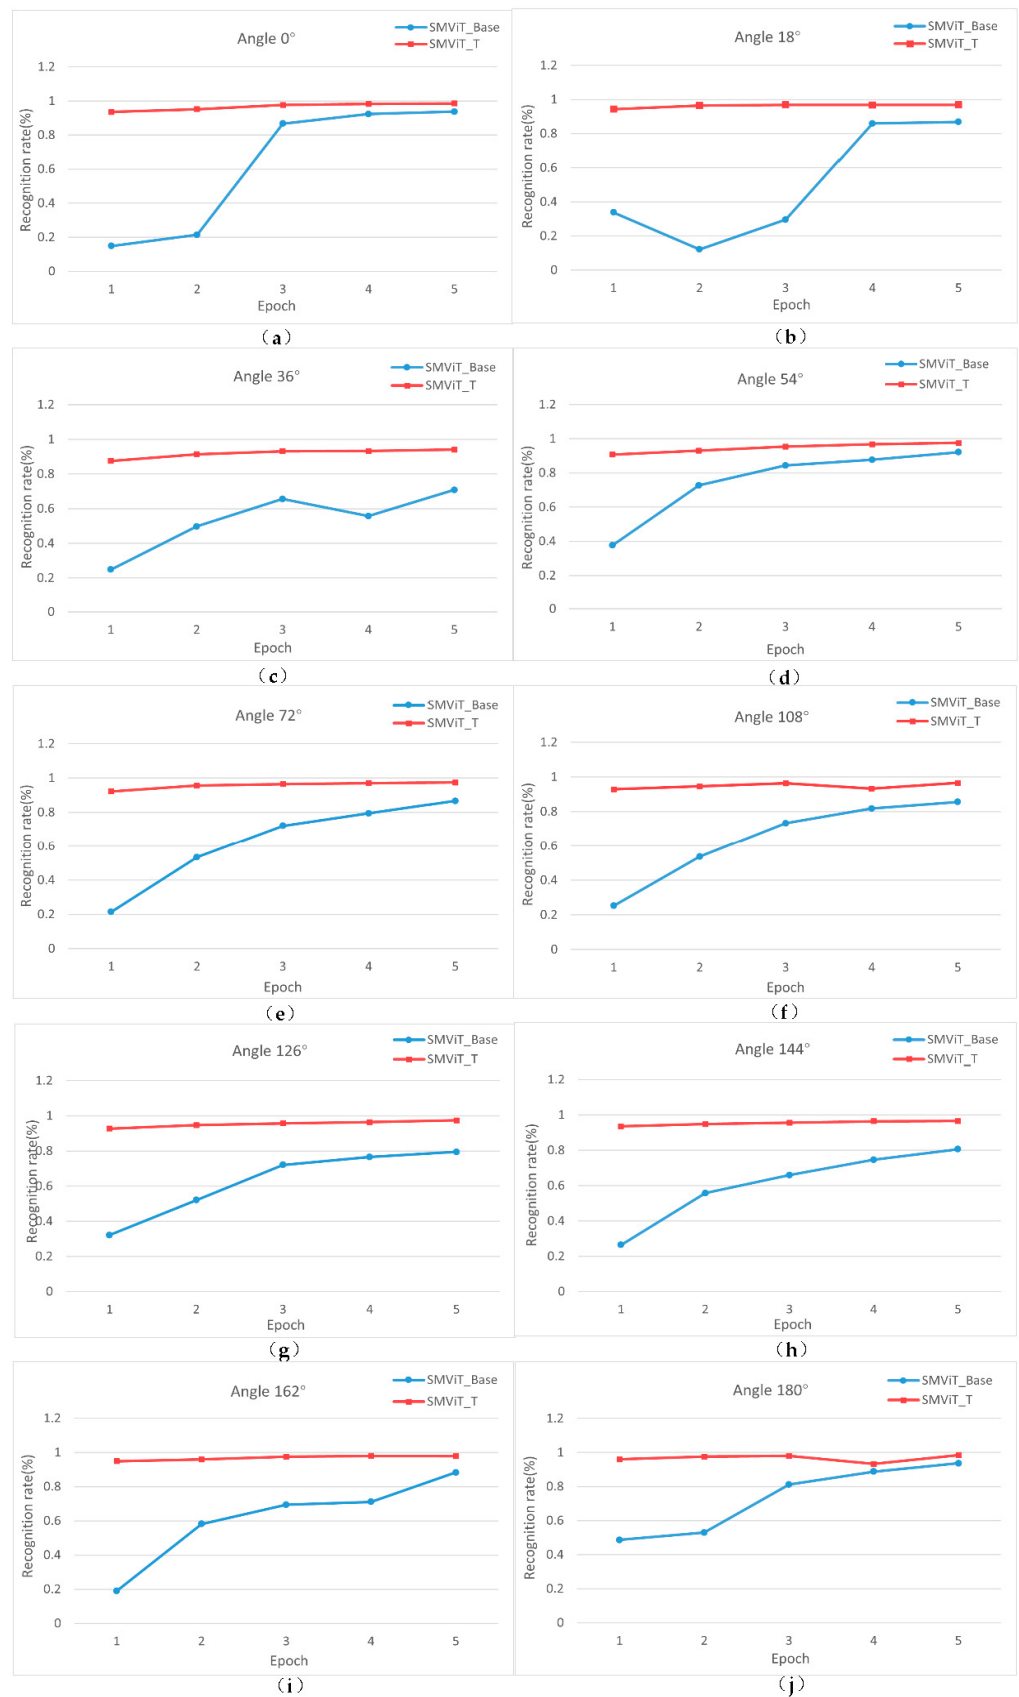 Angle 0°
SMViT_Base
SMViT_T
Recognition rate(%)
1.2
1
0.8
0.6
0.4
0.2
0
1 2 3 4 5
Epoch
(a)
Angle 18°
SMViT_Base
SMViT_T
Recognition rate(%)
1.2
1
0.8
0.6
0.4
0.2
0
1 2 3 4 5
Epoch
(b)
Angle 36°
SMViT_Base
SMViT_T
Recognition rate(%)
1.2
1
0.8
0.6
0.4
0.2
0
1 2 3 4 5
Epoch
(c)
Angle 54°
SMViT_Base
SMViT_T
Recognition rate(%)
1.2
1
0.8
0.6
0.4
0.2
0
1 2 3 4 5
Epoch
(d)
Angle 72°
SMViT_Base
SMViT_T
Recognition rate(%)
1.2
1
0.8
0.6
0.4
0.2
0
1 2 3 4 5
Epoch
(e)
Angle 108°
SMViT_Base
SMViT_T
Recognition rate(%)
1.2
1
0.8
0.6
0.4
0.2
0
1 2 3 4 5
Epoch
(f)
Angle 126°
SMViT_Base
SMViT_T
Recognition rate(%)
1.2
1
0.8
0.6
0.4
0.2
0
1 2 3 4 5
Epoch
(g)
Angle 144°
SMViT_Base
SMViT_T
Recognition rate(%)
1.2
1
0.8
0.6
0.4
0.2
0
1 2 3 4 5
Epoch
(h)
Angle 162°
SMViT_Base
SMViT_T
Recognition rate(%)
1.2
1
0.8
0.6
0.4
0.2
0
1 2 3 4 5
Epoch
(i)
Angle 180°
SMViT_Base
SMViT_T
Recognition rate(%)
1.2
1
0.8
0.6
0.4
0.2
0
1 2 3 4 5
Epoch
(j)